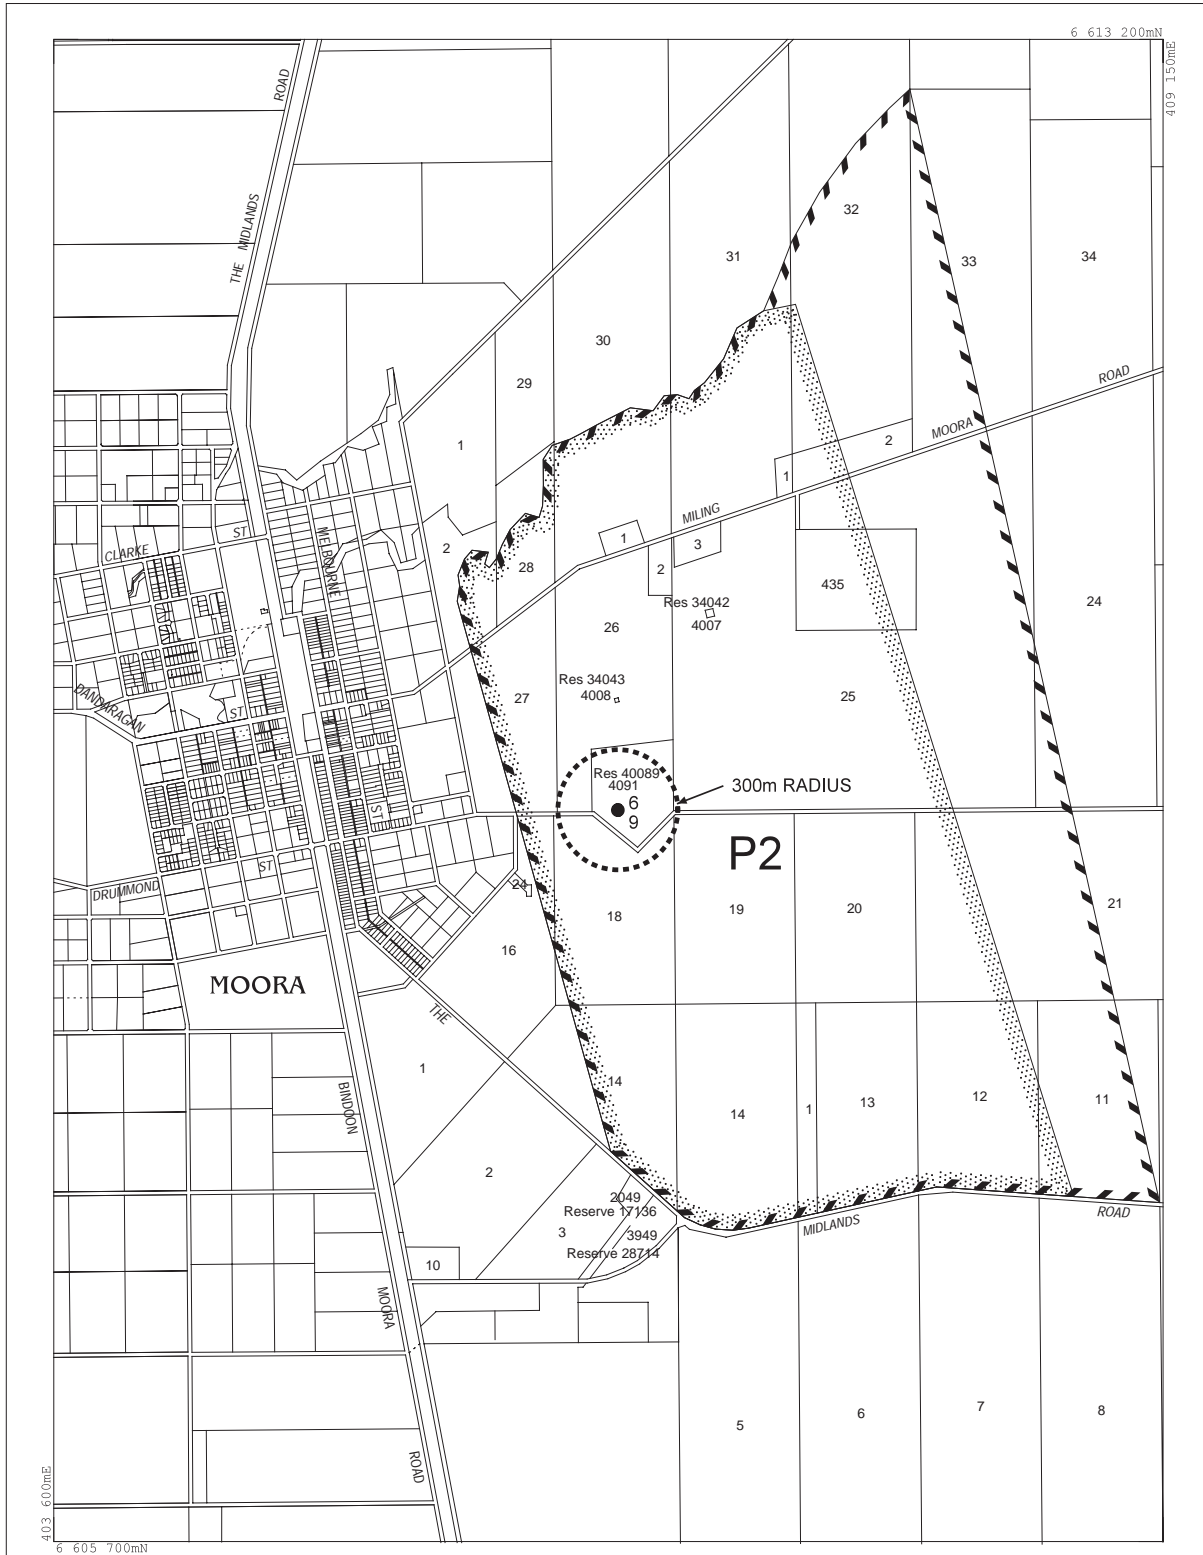 6 613 200mN
409 150mE
ROAD
THE MIDLANDS
32
31
33
34
30
29
ROAD
1
2
MOORA
1
MILING
ST
MELBOURNE
CLARKE
2
1
3
28
2
435
24
Res 34042
4007
26
Res 34043
4008
27
25
DANDARAGAN
ST
Res 40089
4091
6
9
300m RADIUS
ST
P2
ST
DRUMMOND
24
18
19
20
21
16
MOORA
THE
1
14
14
1
13
12
11
BINDOON
2
2049
Reserve 17136
3
3949
Reserve 28714
MIDLANDS
ROAD
10
MOORA
5
6
7
8
ROAD
403 600mE
6 605 700mN